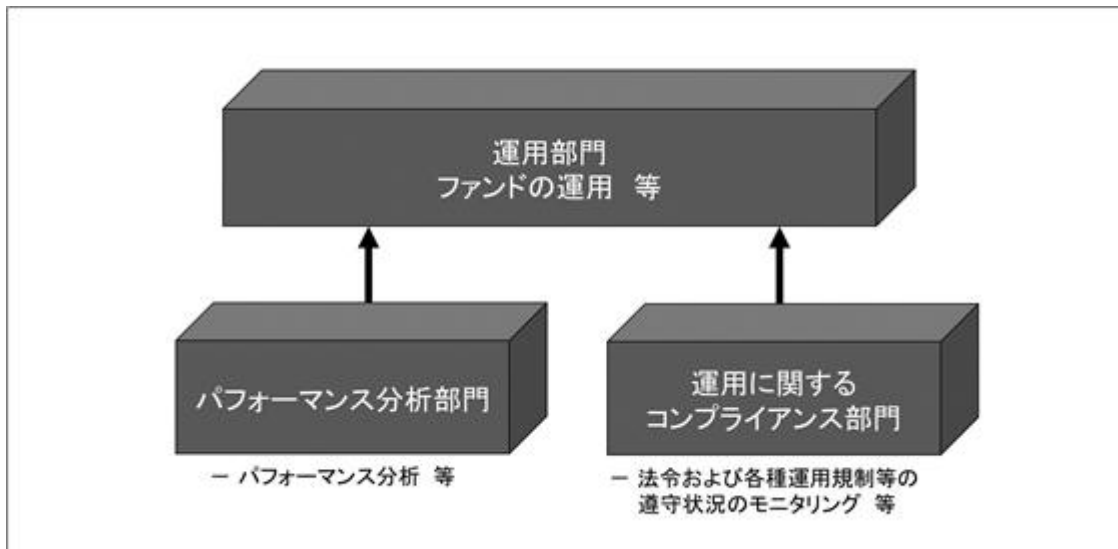 運用部門
ファンドの運用 等
パフォーマンス分析部門
－ パフォーマンス分析 等
運用に関する
コンプライアンス部門
－ 法令および各種運用規制等の
遵守状況のモニタリング 等